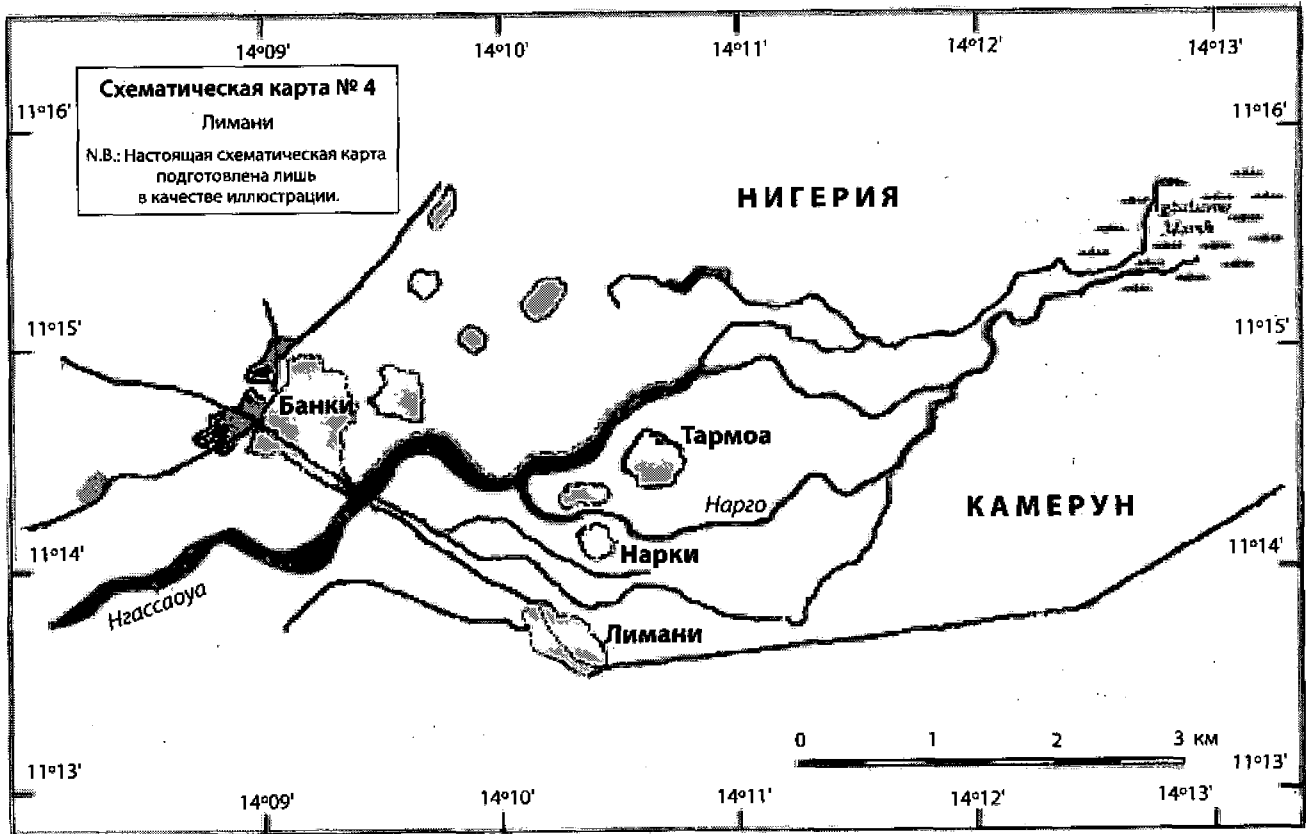 14°09' 14°10' 14°11' 14°12' 14°13'
Схематическая карта № 4
Лимани
N.B.: Настоящая схематическая карта
подготовлена лишь
в качестве иллюстрации.
11°16' 11°16'
НИГЕРИЯ
11°15' 11°15'
Банки
Тармоа
Нарго
КАМЕРУН
11°14' 11°14'
Нарки
Нгассаоуа
Лимани
0 1 2 3 км
11°13' 11°13'
14°09' 14°10' 14°11' 14°12' 14°13'